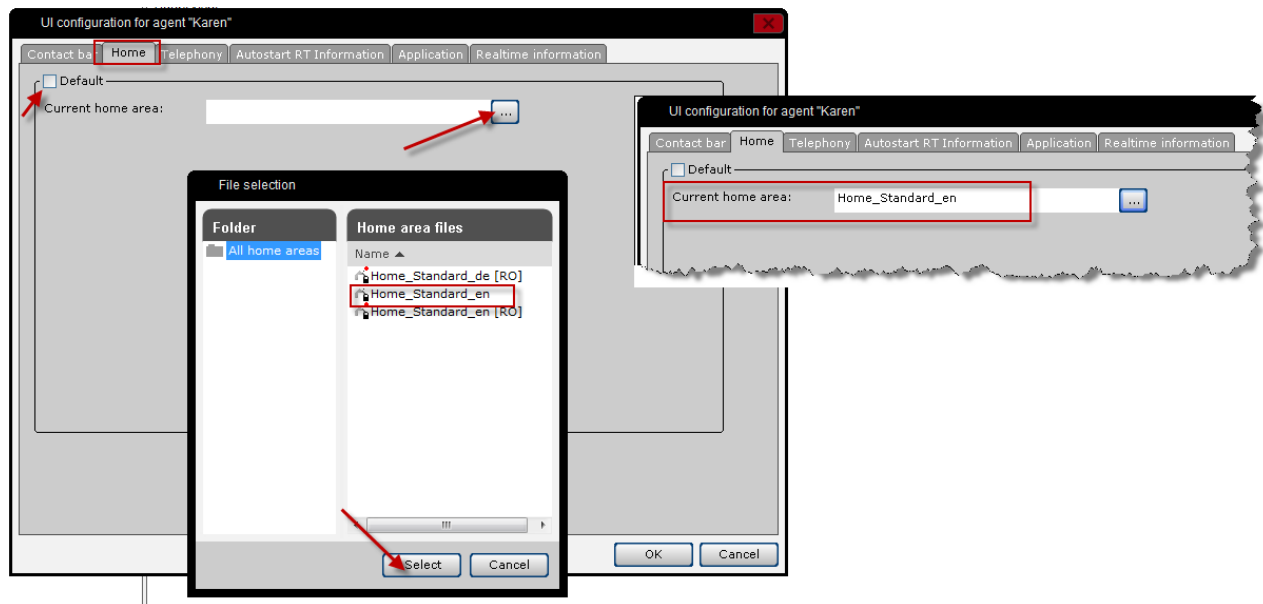 UI configuration for agent "Karen"
Contact bar Home Telephony Autostart RT Information Application Realtime information
Default
Current home area:
...
File selection
Folder
All home areas
Home area files
Name
Home_Standard_de [RO]
Home_Standard_en
Home_Standard_en [RO]
Select Cancel
OK Cancel
UI configuration for agent "Karen"
Contact bar Home Telephony Autostart RT Information Application Realtime information
Default
Current home area: Home_Standard_en
...